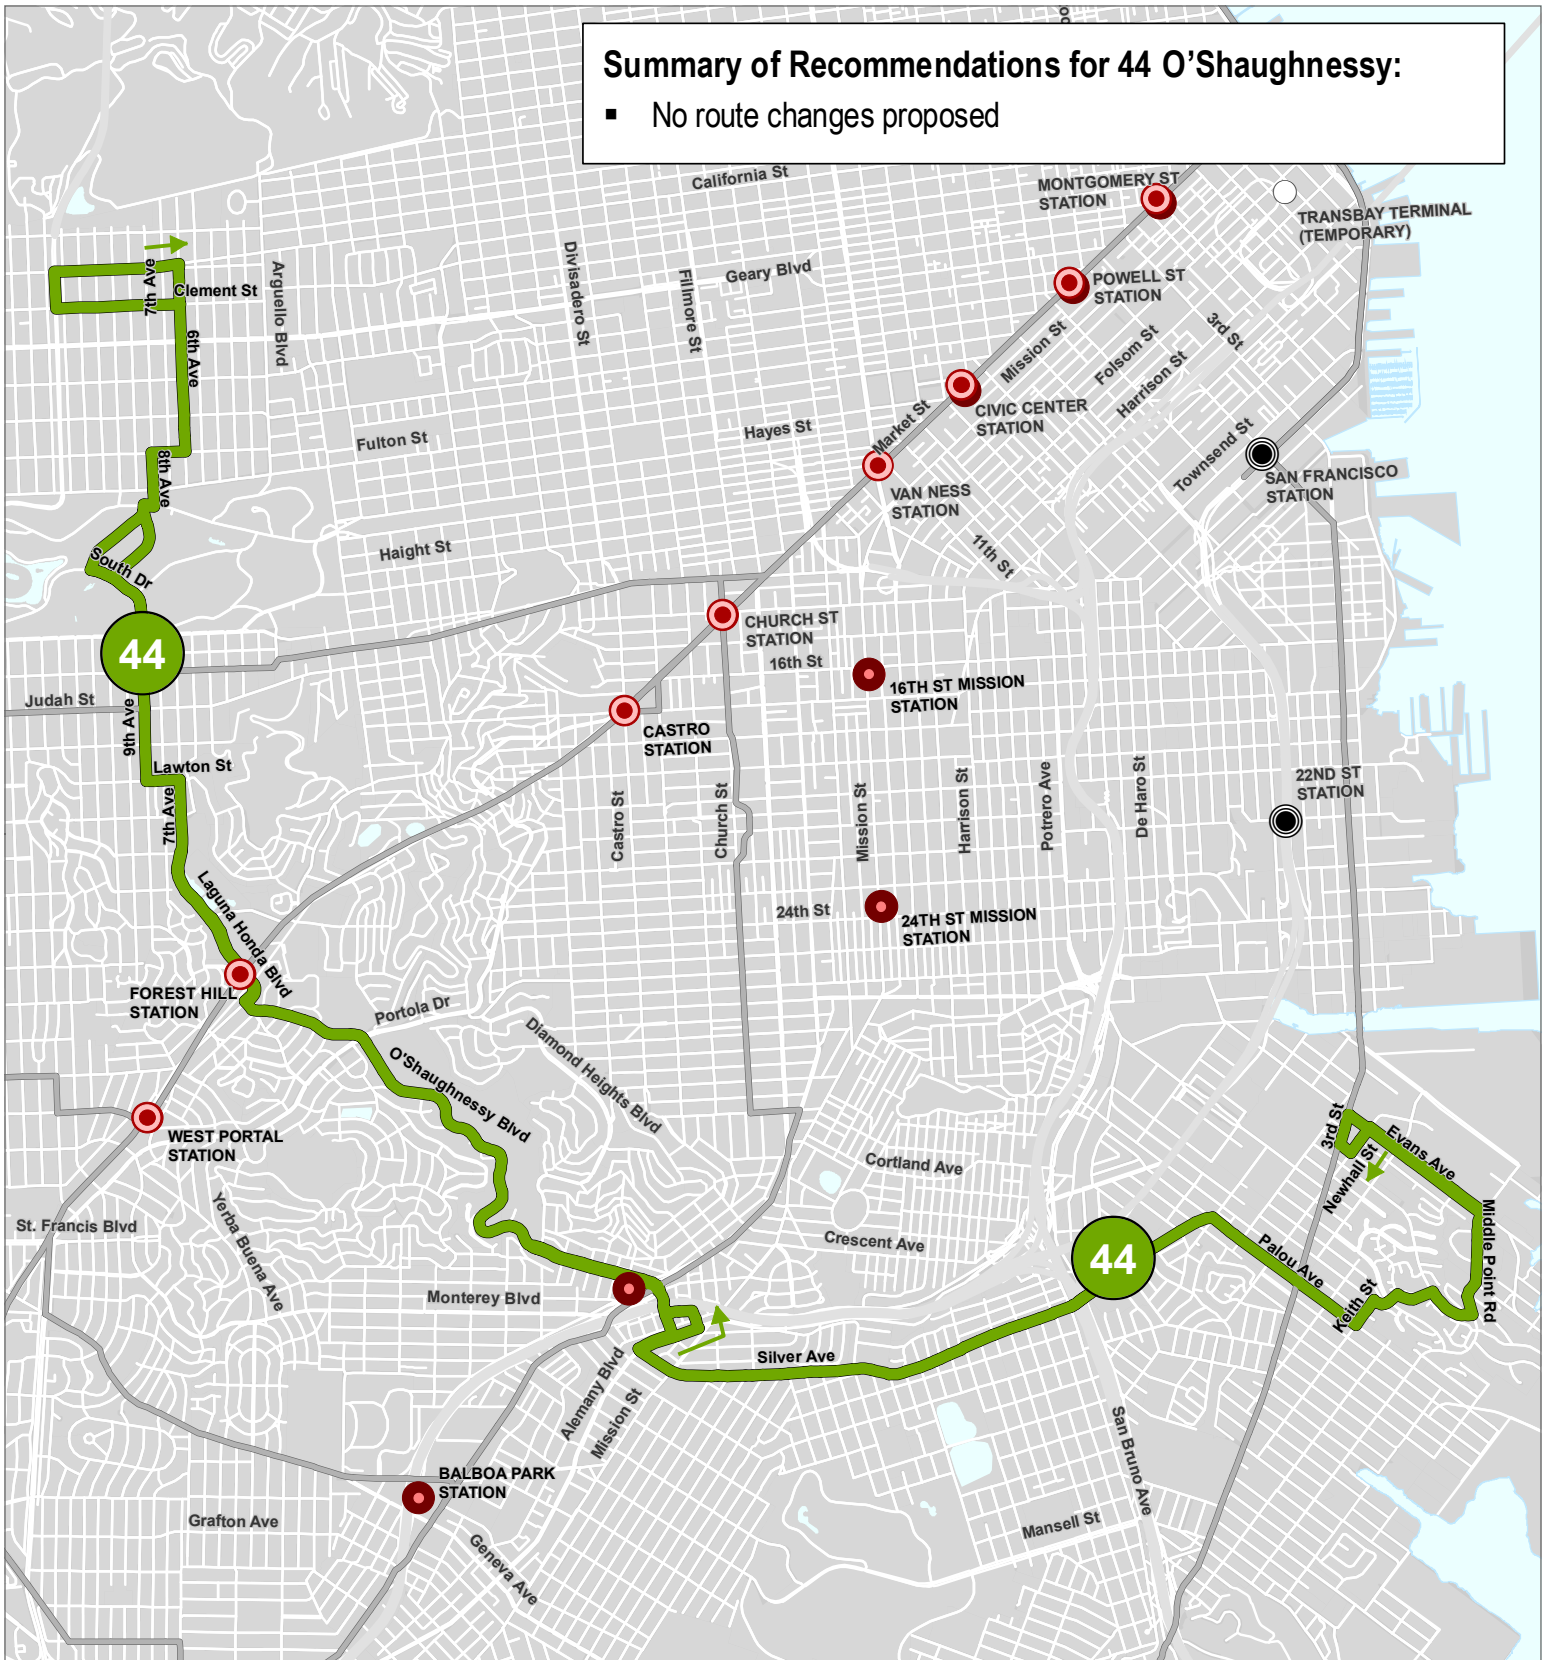 Summary of Recommendations for 44 O'Shaughnessy:
▪ No route changes proposed
California St
MONTGOMERY ST
STATION
TRANSBAY TERMINAL
(TEMPORARY)
7th Ave
Clement St
Arguello Blvd
Divisadero St
Fillmore St
Geary Blvd
POWELL ST
STATION
6th Ave
Mission St
Folsom St
Harrison St
3rd St
CIVIC CENTER
STATION
Market St
Hayes St
Fulton St
8th Ave
Townsend St
SAN FRANCISCO
STATION
VAN NESS
STATION
Haight St
11th St
South Dr
CHURCH ST
STATION
44
16th St
16TH ST MISSION
STATION
Judah St
9th Ave
CASTRO
STATION
Lawton St
7th Ave
Castro St
Church St
Mission St
Harrison St
Potrero Ave
De Haro St
22ND ST
STATION
24th St
24TH ST MISSION
STATION
Laguna Honda Blvd
FOREST HILL
STATION
Portola Dr
Diamond Heights Blvd
O'Shaughnessy Blvd
WEST PORTAL
STATION
Cortland Ave
3rd St
Evans Ave
Newhall St
Middle Point Rd
St. Francis Blvd
Yerba Buena Ave
Crescent Ave
44
Palou Ave
Keith St
Monterey Blvd
Silver Ave
Alemany Blvd
Mission St
San Bruno Ave
BALBOA PARK
STATION
Grafton Ave
Geneva Ave
Mansell St